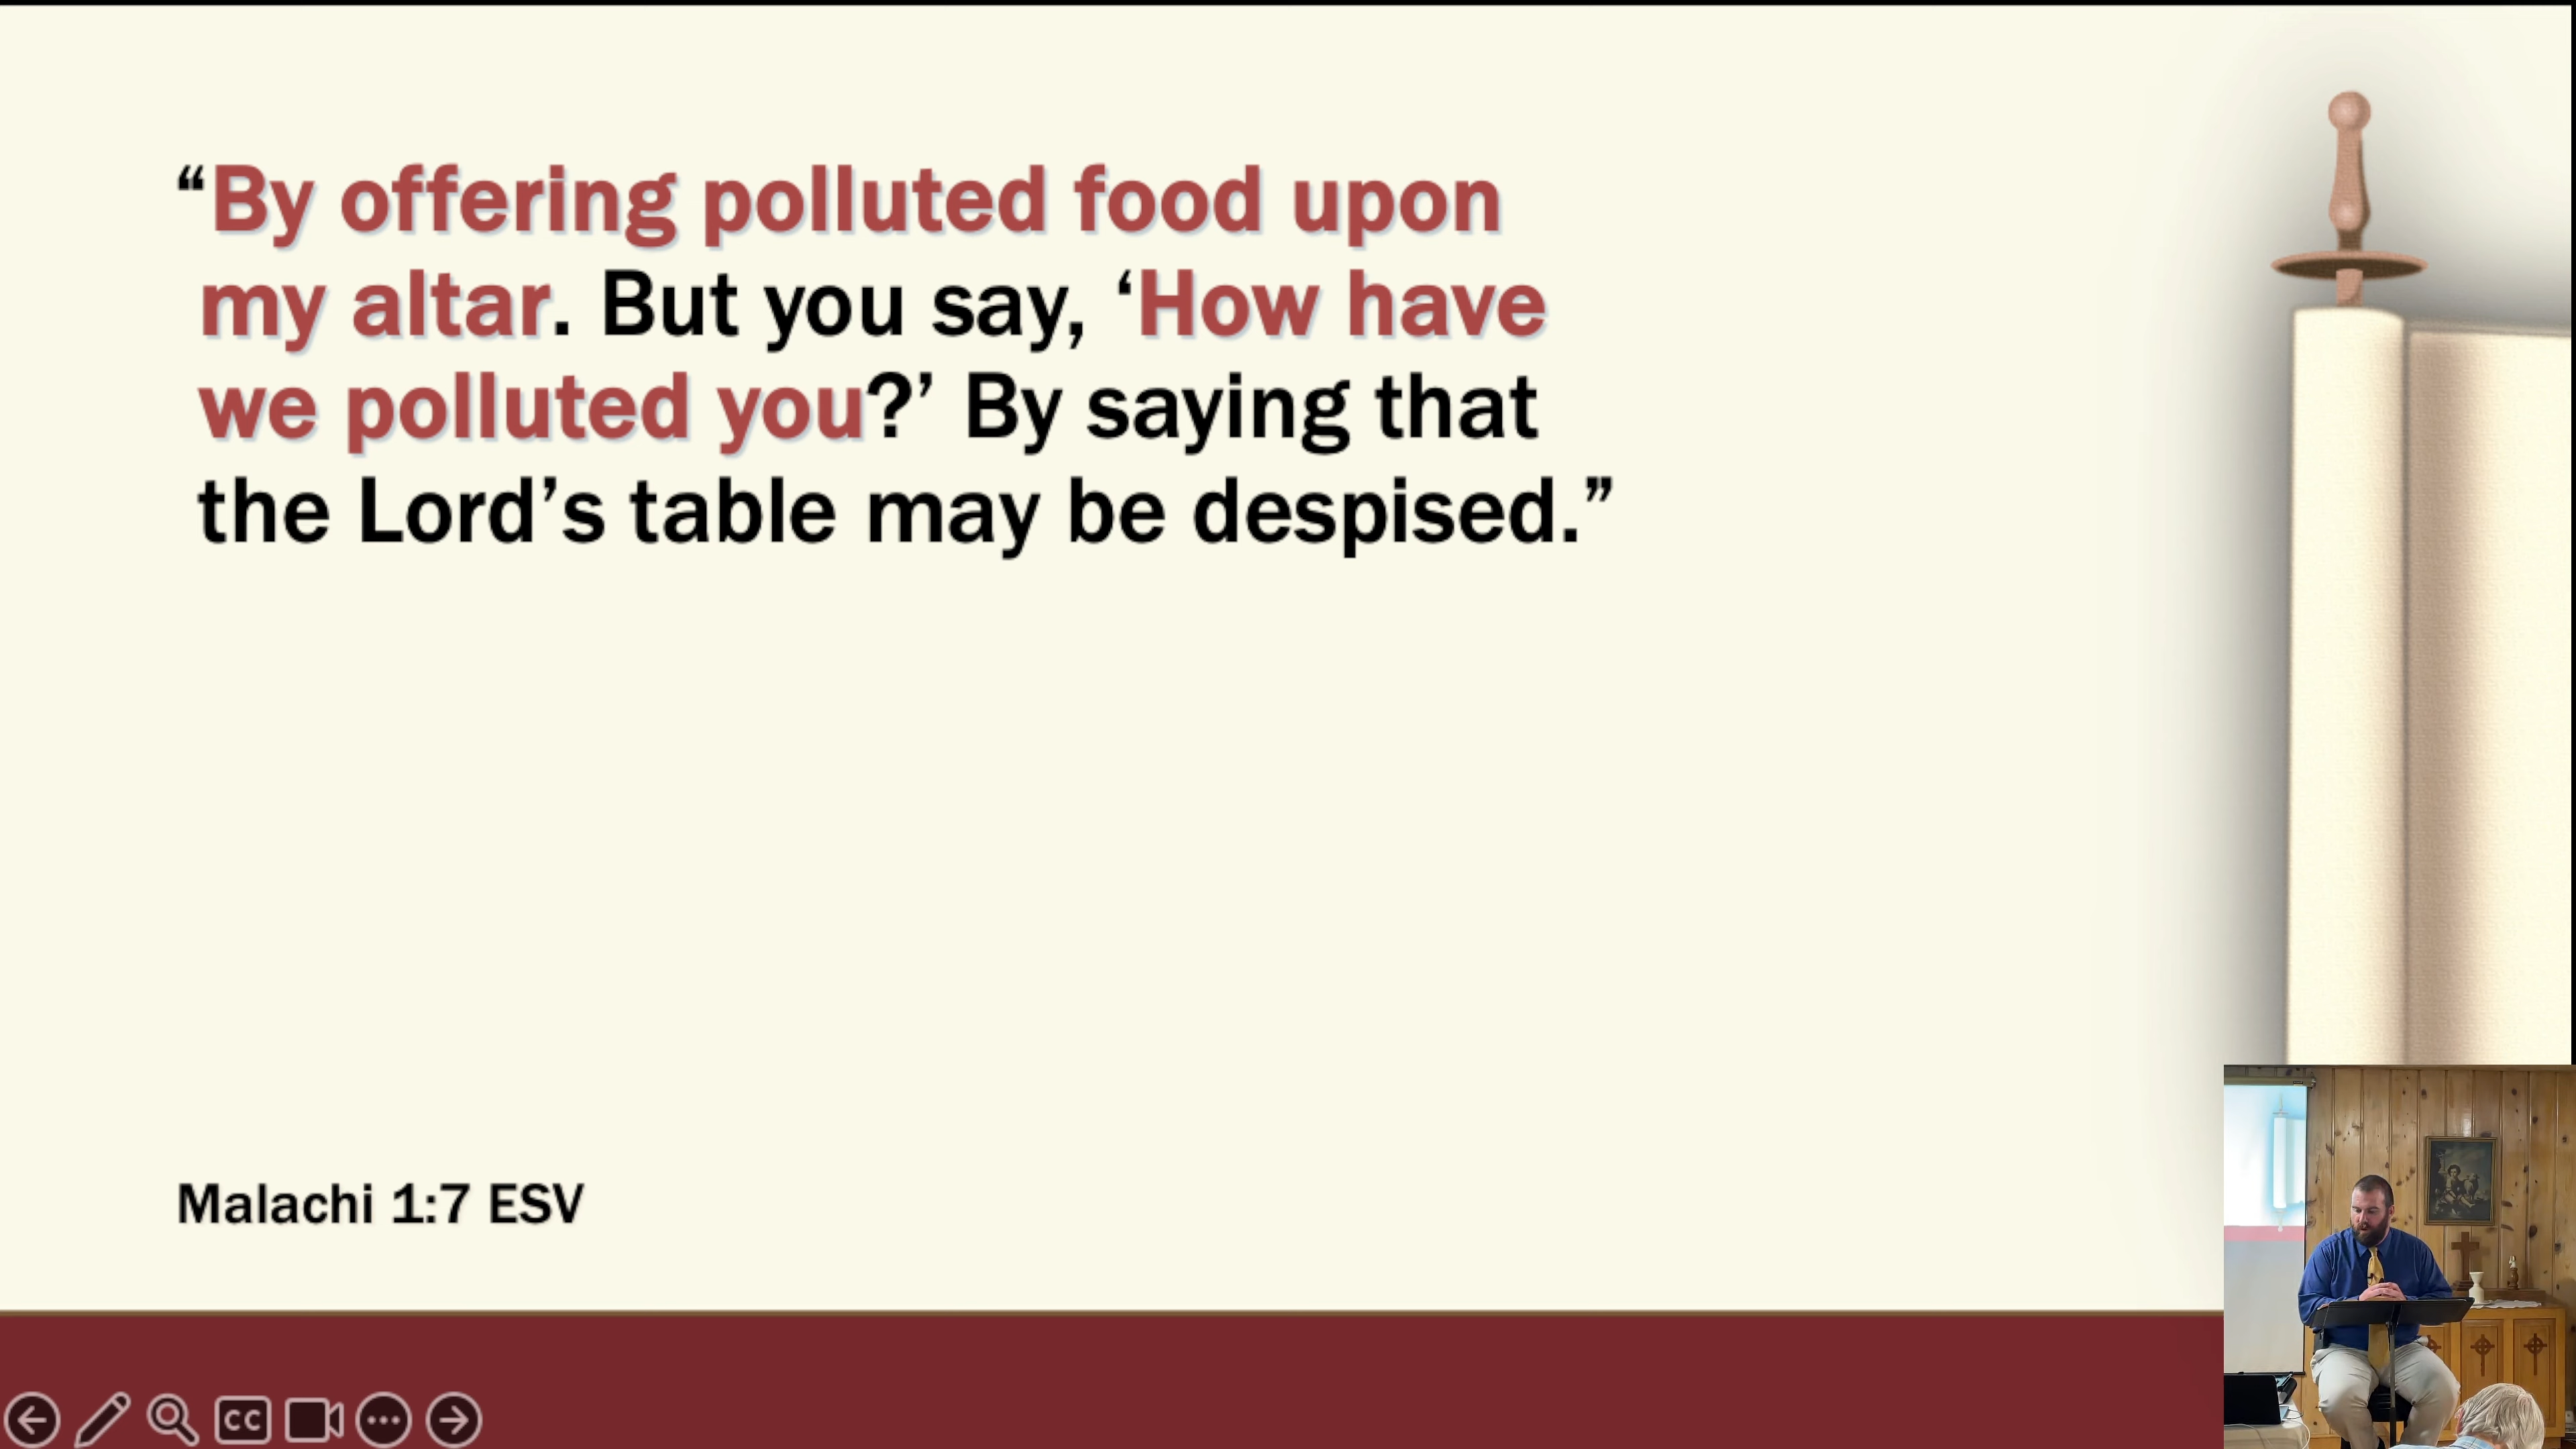 “By offering polluted food upon
my altar. But you say, ‘How have
we polluted you?’ By saying that
the Lord’s table may be despised.”
Malachi 1:7 ESV
CC